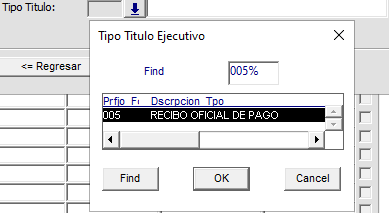 Tipo Titulo:
Tipo Titulo Ejecutivo
<= Regresar
Find 005%
Prfjo Dscrpcion Tpo
005 RECIBO OFICIAL DE PAGO
Find OK Cancel